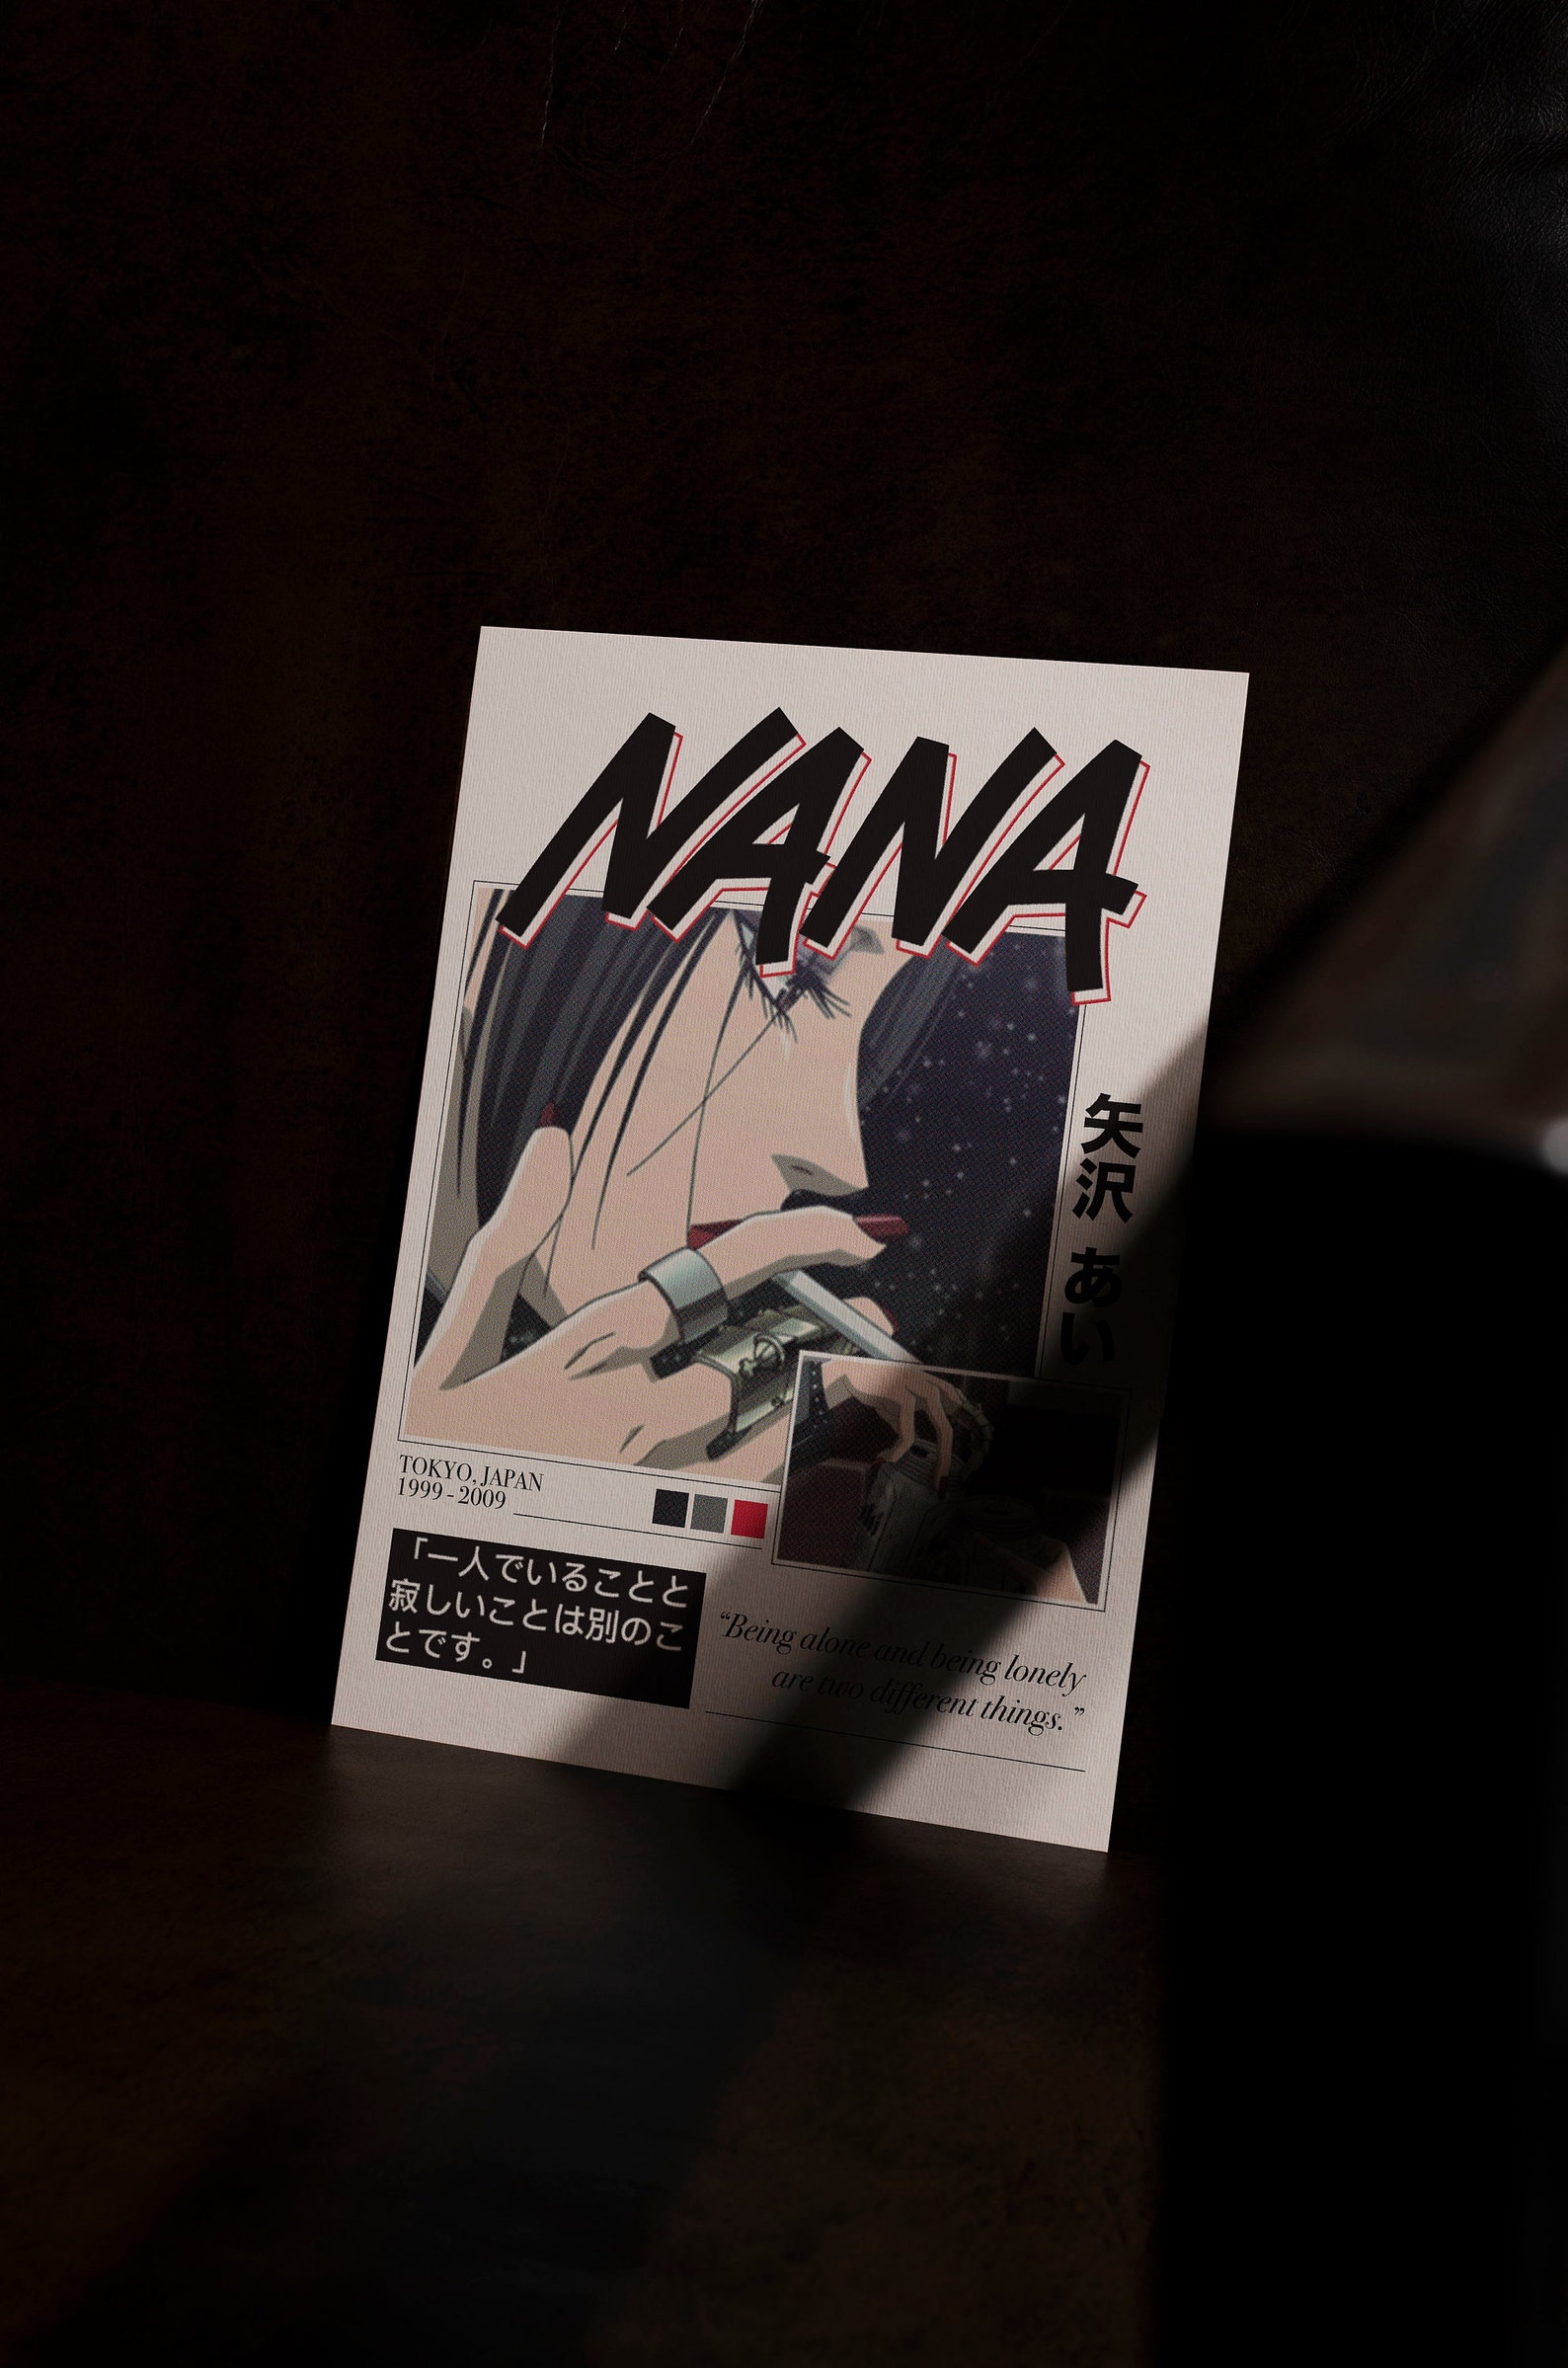 NANA
矢沢 あい
TOKYO, JAPAN
1999 - 2009
「一人でいることと
寂しいことは別のこ
とです。」
“Being alone and being lonely
are two different things.”